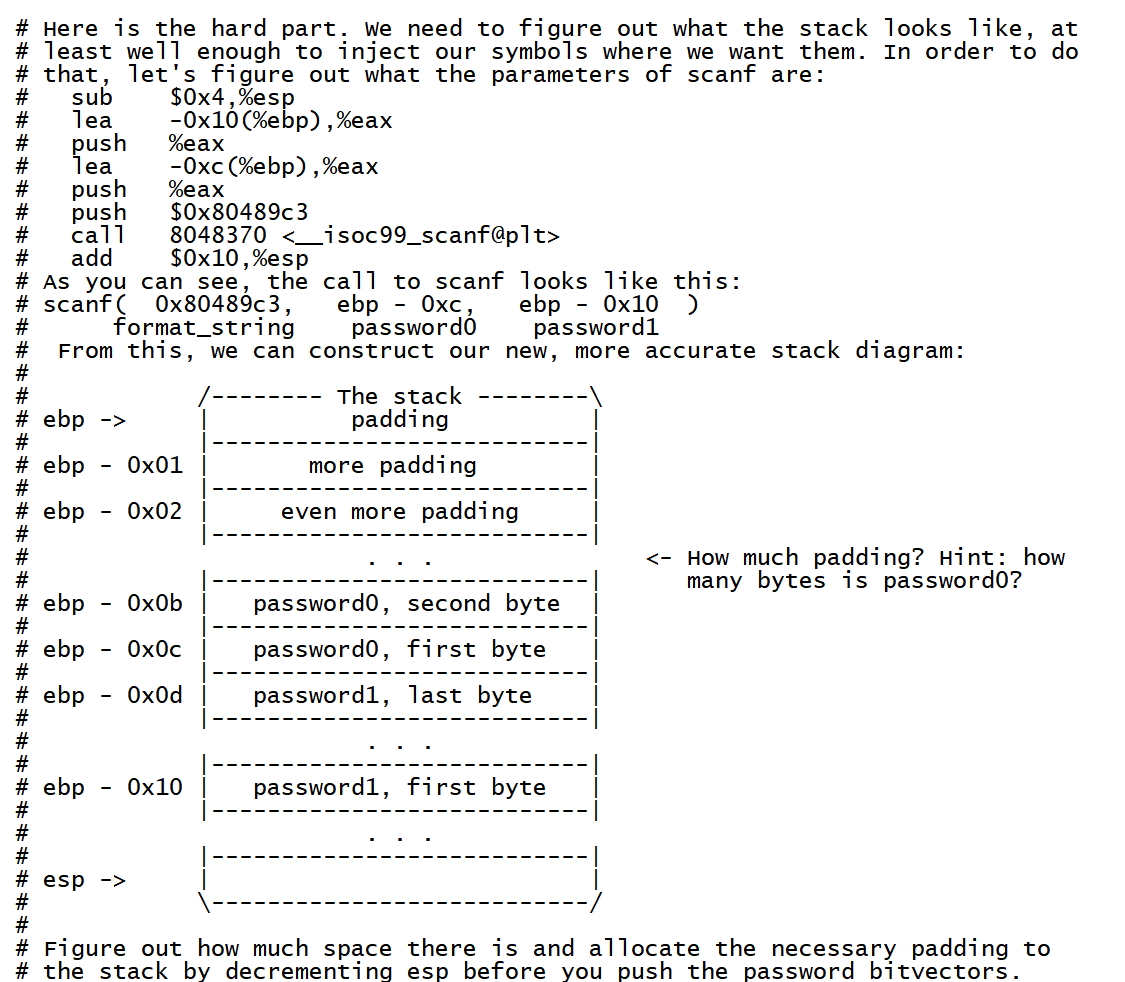 # Here is the hard part. We need to figure out what the stack looks like, at
# least well enough to inject our symbols where we want them. In order to do
# that, let's figure out what the parameters of scanf are:
#   sub    $0x4,%esp
#   lea    -0x10(%ebp),%eax
#   push   %eax
#   lea    -0xc(%ebp),%eax
#   push   %eax
#   push   $0x80489c3
#   call   8048370 <__isoc99_scanf@plt>
#   add    $0x10,%esp
# As you can see, the call to scanf looks like this:
# scanf(  0x80489c3,   ebp - 0xc,   ebp - 0x10  )
#      format_string    password0    password1
#  From this, we can construct our new, more accurate stack diagram:
#
#            /-------- The stack --------\
# ebp ->     |          padding          |
#            |---------------------------|
# ebp - 0x01 |       more padding        |
#            |---------------------------|
# ebp - 0x02 |     even more padding     |
#            |---------------------------|
#                        . . .               <- How much padding? Hint: how
#            |---------------------------|      many bytes is password0?
# ebp - 0x0b |   password0, second byte  |
#            |---------------------------|
# ebp - 0x0c |   password0, first byte   |
#            |---------------------------|
# ebp - 0x0d |   password1, last byte    |
#            |---------------------------|
#                        . . .
#            |---------------------------|
# ebp - 0x10 |   password1, first byte   |
#            |---------------------------|
#                        . . .
#            |---------------------------|
# esp ->     |                           |
#            \---------------------------/
#
# Figure out how much space there is and allocate the necessary padding to
# the stack by decrementing esp before you push the password bitvectors.